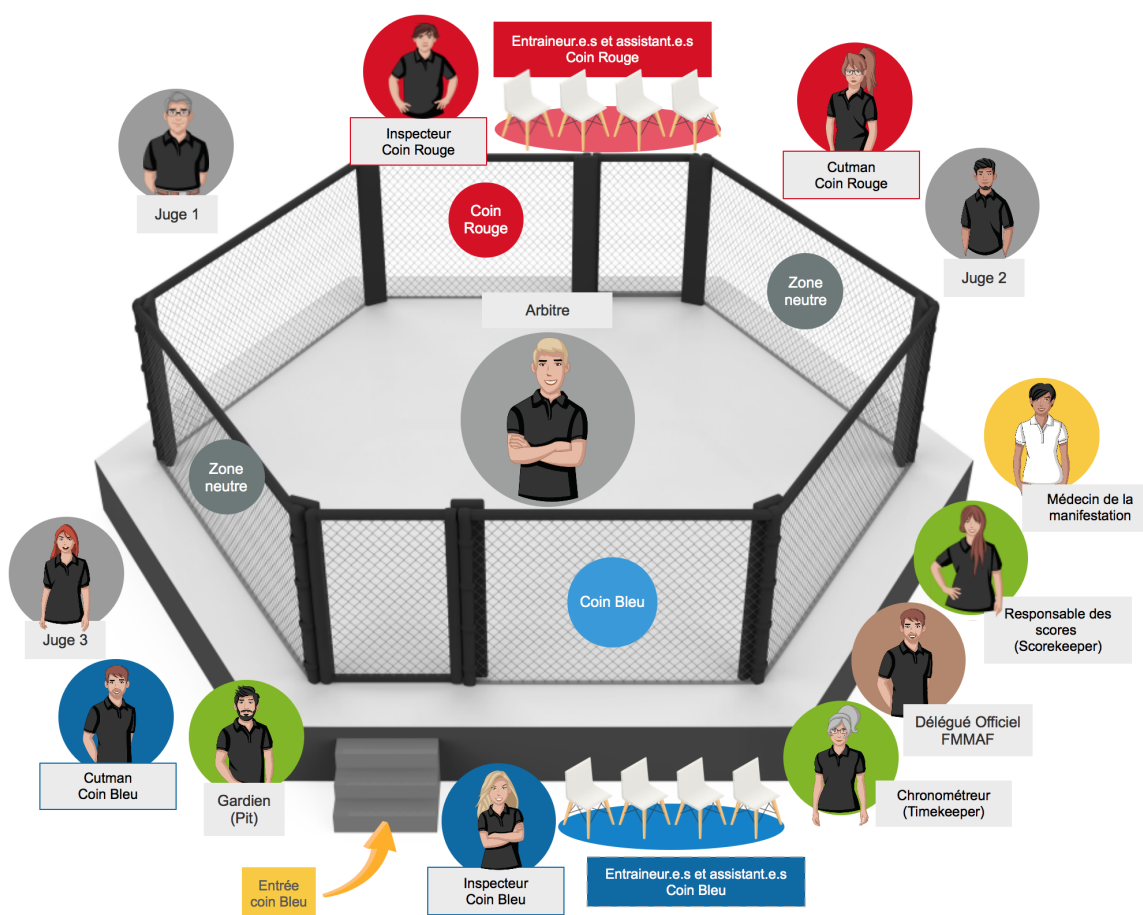 Entraineur.e.s et assistant.e.s
Coin Rouge
Inspecteur
Coin Rouge
Cutman
Coin Rouge
Juge 1
Coin
Rouge
Juge 2
Zone
neutre
Arbitre
Zone
neutre
Médecin de la
manifestation
Coin Bleu
Responsable des
scores
(Scorekeeper)
Juge 3
Délégué Officiel
FMMAF
Cutman
Coin Bleu
Gardien
(Pit)
Chronométreur
(Timekeeper)
Entrée
coin Bleu
Inspecteur
Coin Bleu
Entraineur.e.s et assistant.e.s
Coin Bleu